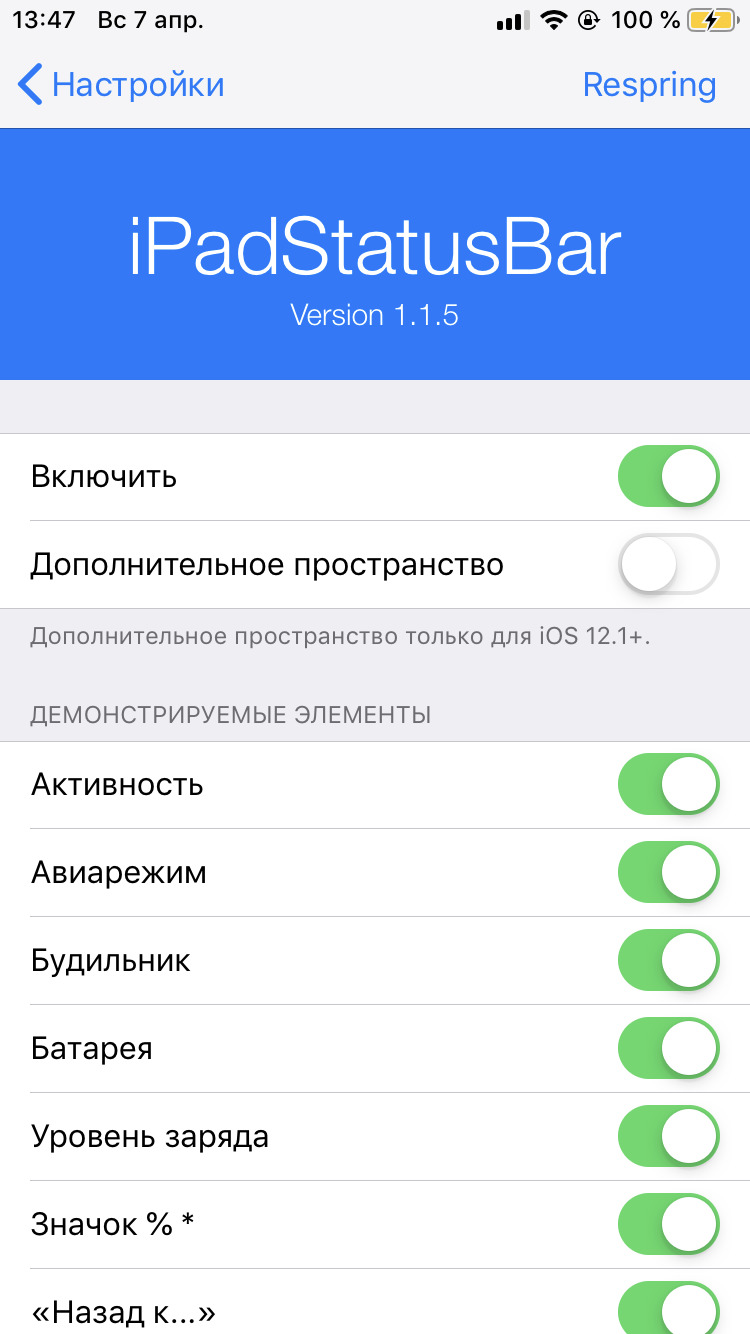 13:47 Вс 7 апр. 100 %
Настройки Respring
iPadStatusBar
Version 1.1.5
Включить
Дополнительное пространство
Дополнительное пространство только для iOS 12.1+.
ДЕМОНСТРИРУЕМЫЕ ЭЛЕМЕНТЫ
Активность
Авиарежим
Будильник
Батарея
Уровень заряда
Значок % *
«Назад к...»